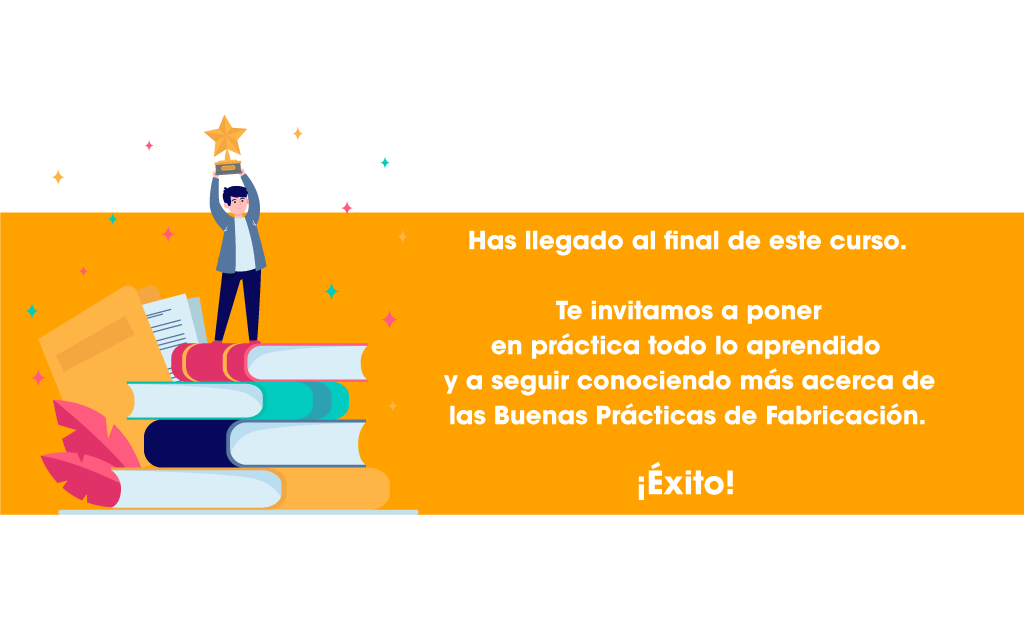 Has llegado al final de este curso.
Te invitamos a poner
en práctica todo lo aprendido
y a seguir conociendo más acerca de
las Buenas Prácticas de Fabricación.
¡Éxito!